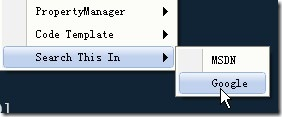 PropertyManager
Code Template
Search This In
MSDN
Google